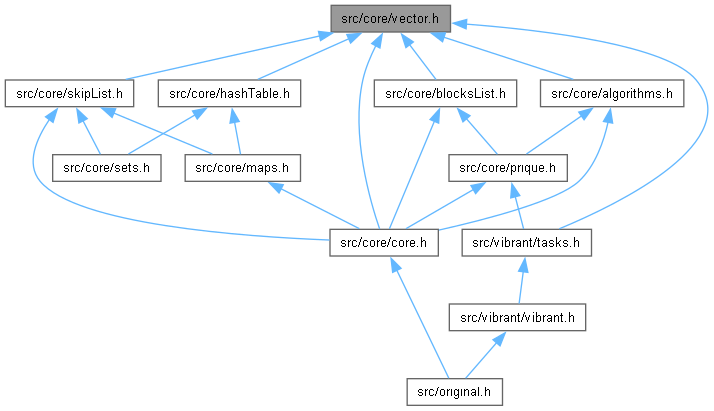 src/core/vector.h
src/core/skipList.h
src/core/hashTable.h
src/core/blocksList.h
src/core/algorithms.h
src/core/sets.h
src/core/maps.h
src/core/prique.h
src/core/core.h
src/vibrant/tasks.h
src/vibrant/vibrant.h
src/original.h